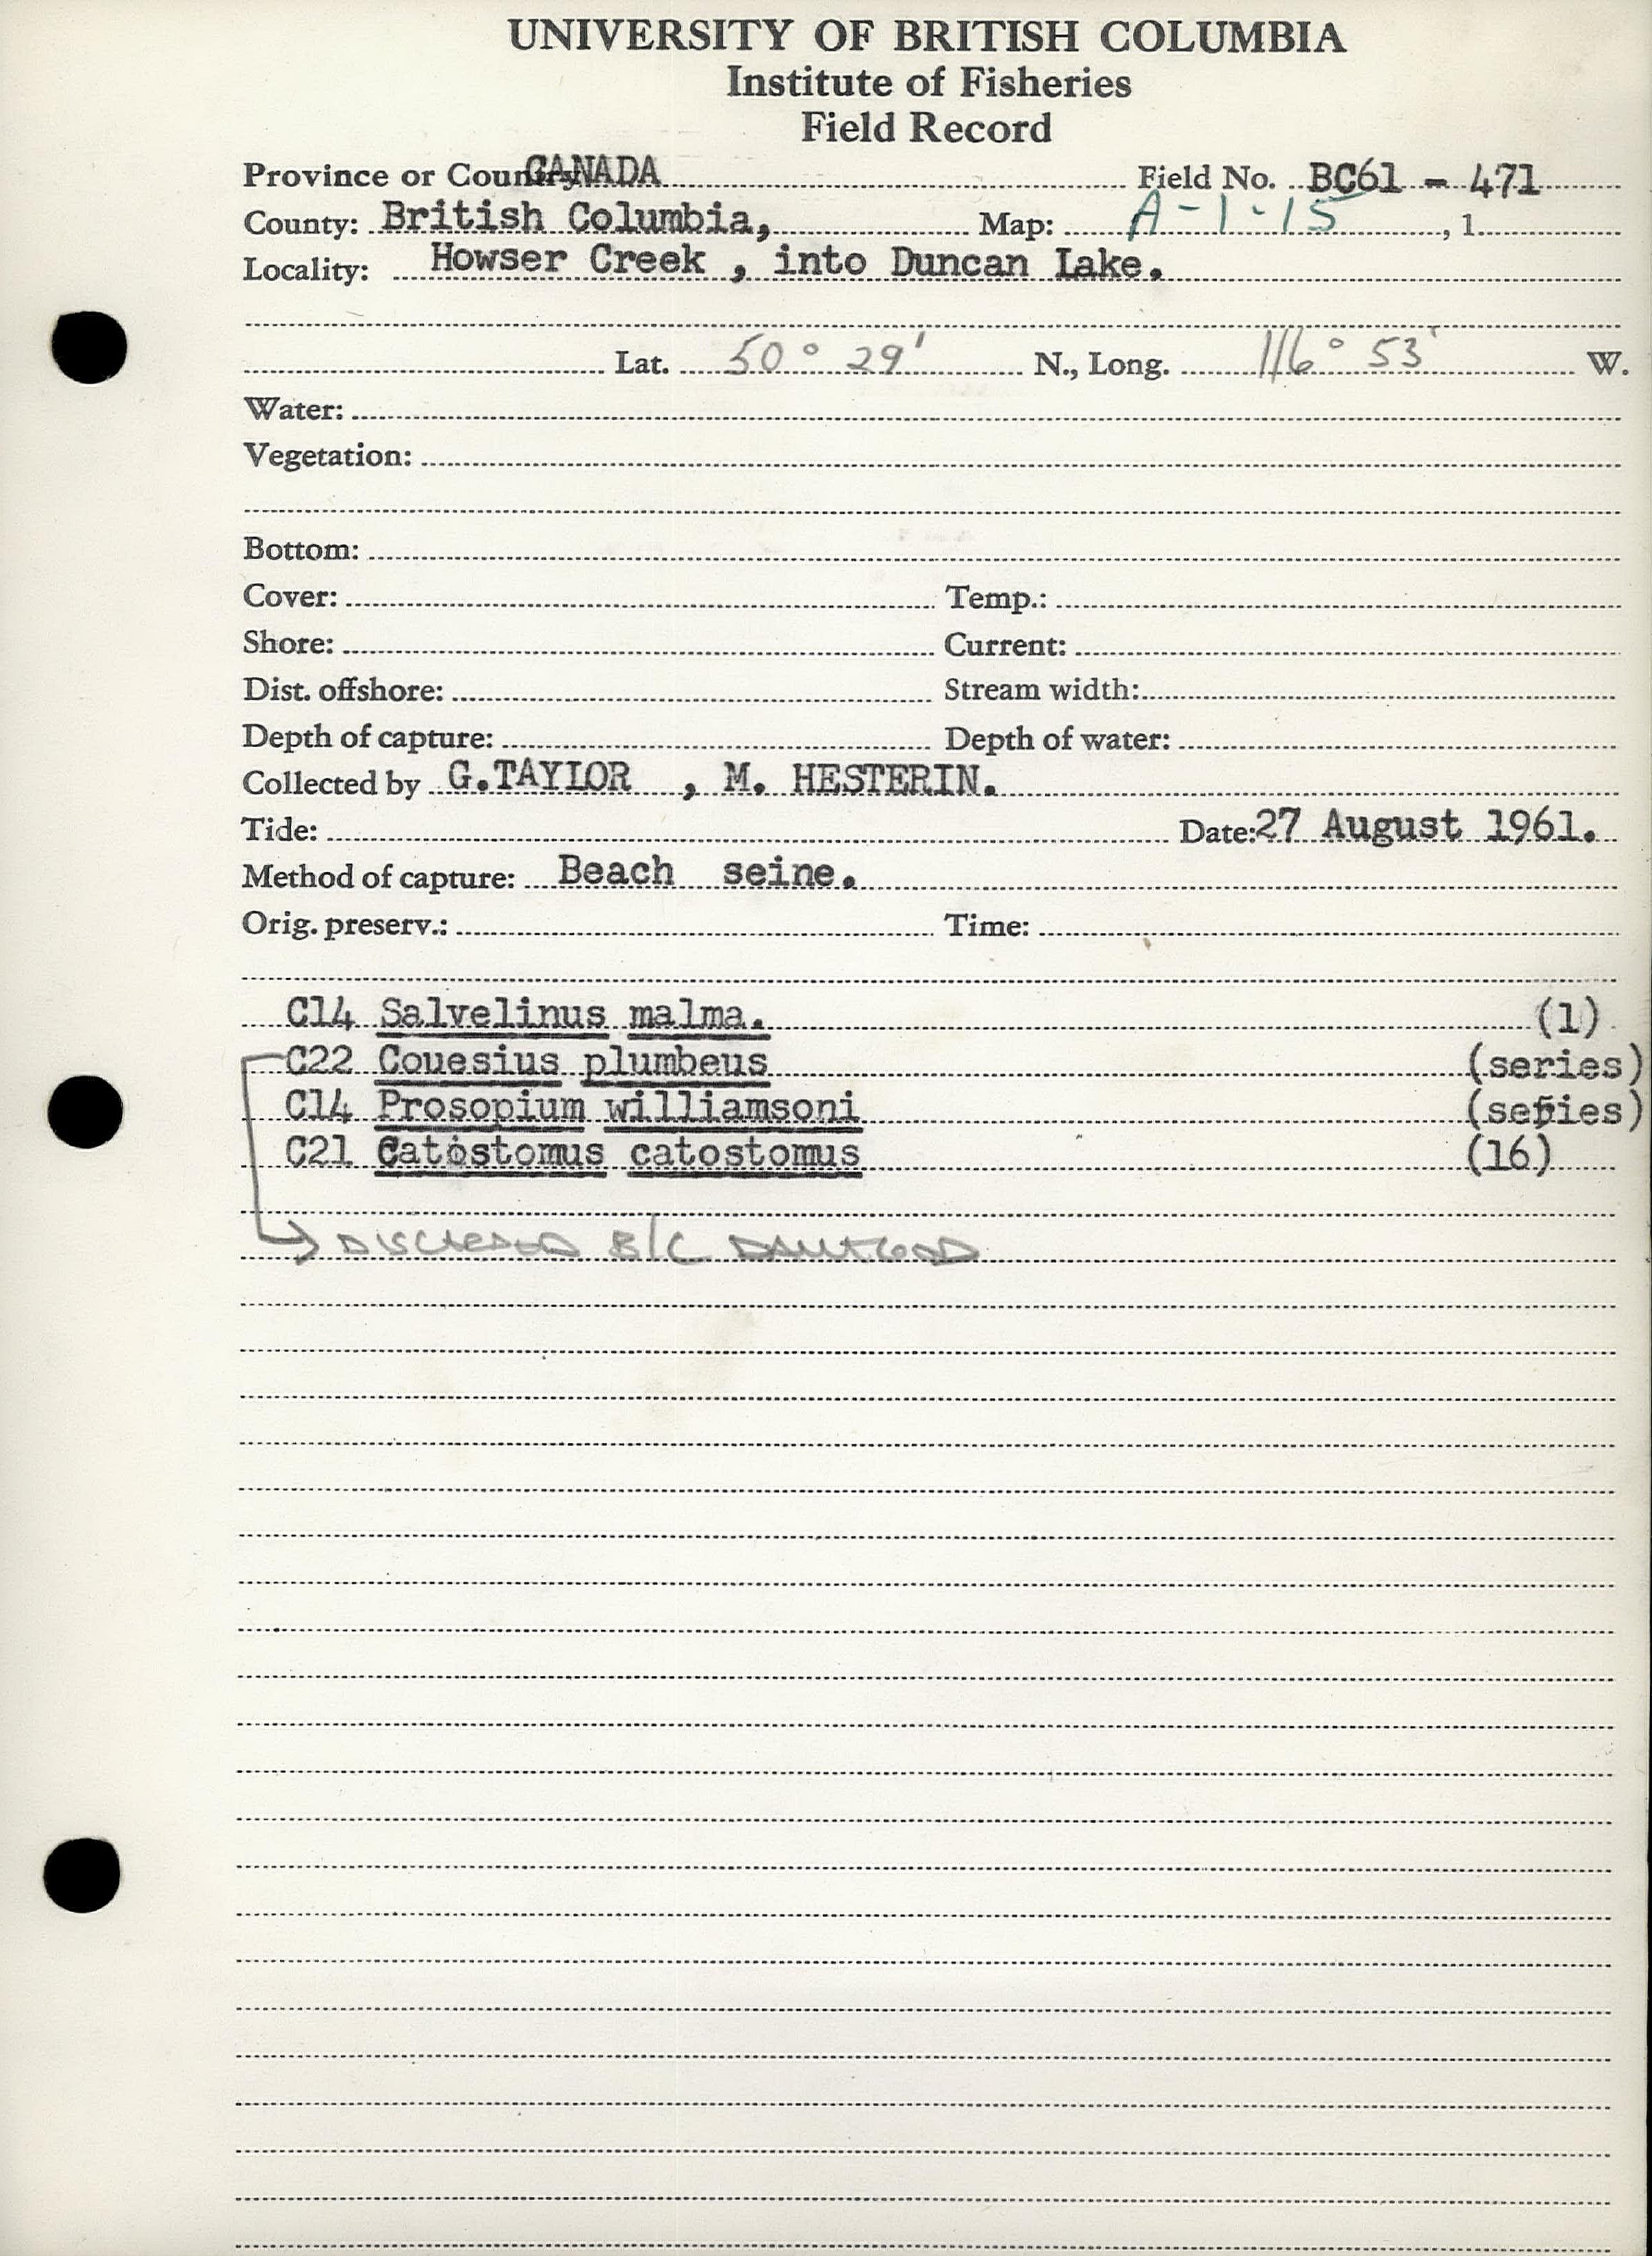 UNIVERSITY OF BRITISH COLUMBIA
Institute of Fisheries
Field Record
Province or Country CANADA Field No. BC61 - 471
County: British Columbia, Map: A-1-15, 1
Locality: Howser Creek , into Duncan Lake.
Lat. 50° 29' N., Long. 116° 53' W.
Water:
Vegetation:
Bottom:
Cover: Temp.:
Shore: Current:
Dist. offshore: Stream width:
Depth of capture: Depth of water:
Collected by G.TAYLOR , M. HESTERIN.
Tide: Date: 27 August 1961.
Method of capture: Beach seine.
Orig. preserv.: Time:
C14 Salvelinus malma. (1)
C22 Couesius plumbeus (series)
C14 Prosopium williamsoni (series)
C21 Catostomus catostomus (16)
DISCARDED B/C